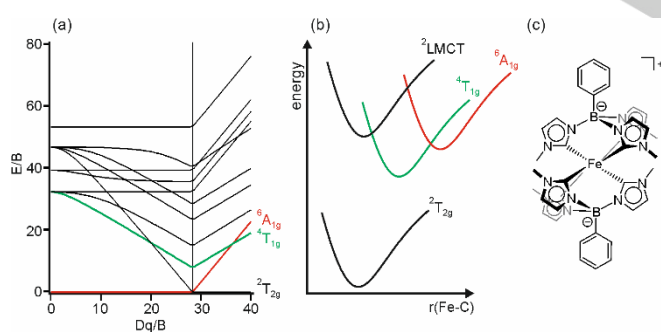 (a)
80
60
40
20
0
E/B
0 10 20 30 40
Dq/B
⁶A₁g
⁴T₁g
²T₂g
(b)
energy
²LMCT
⁶A₁g
⁴T₁g
²T₂g
r(Fe-C)
(c)
+
⊖
B
N N N
N N N
Fe
N N N
N N N
B
⊖